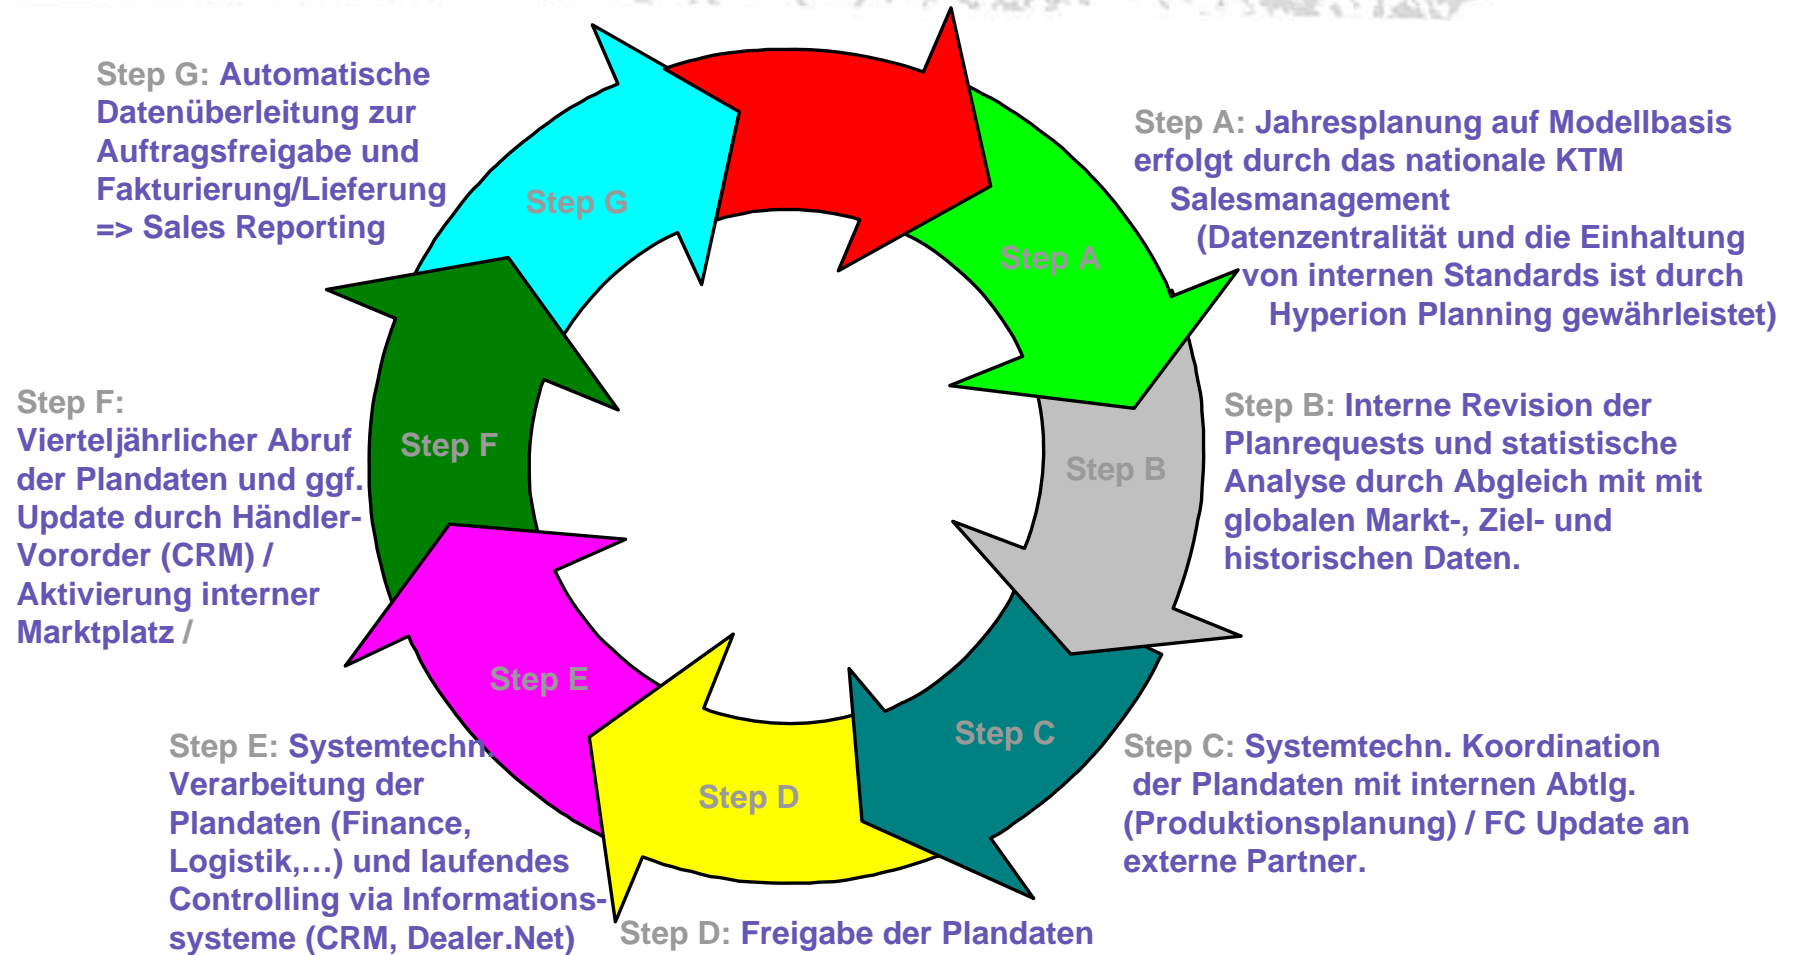 Step G: Automatische
Datenüberleitung zur
Auftragsfreigabe und
Fakturierung/Lieferung
=> Sales Reporting
Step A: Jahresplanung auf Modellbasis
erfolgt durch das nationale KTM
Salesmanagement
(Datenzentralität und die Einhaltung
von internen Standards ist durch
Hyperion Planning gewährleistet)
Step F:
Vierteljährlicher Abruf
der Plandaten und ggf.
Update durch Händler-
Vororder (CRM) /
Aktivierung interner
Marktplatz /
Step B: Interne Revision der
Planrequests und statistische
Analyse durch Abgleich mit mit
globalen Markt-, Ziel- und
historischen Daten.
Step E: Systemtechn.
Verarbeitung der
Plandaten (Finance,
Logistik,…) und laufendes
Controlling via Informations-
systeme (CRM, Dealer.Net)
Step C: Systemtechn. Koordination
der Plandaten mit internen Abtlg.
(Produktionsplanung) / FC Update an
externe Partner.
Step D: Freigabe der Plandaten
Step G
Step A
Step F
Step B
Step E
Step C
Step D